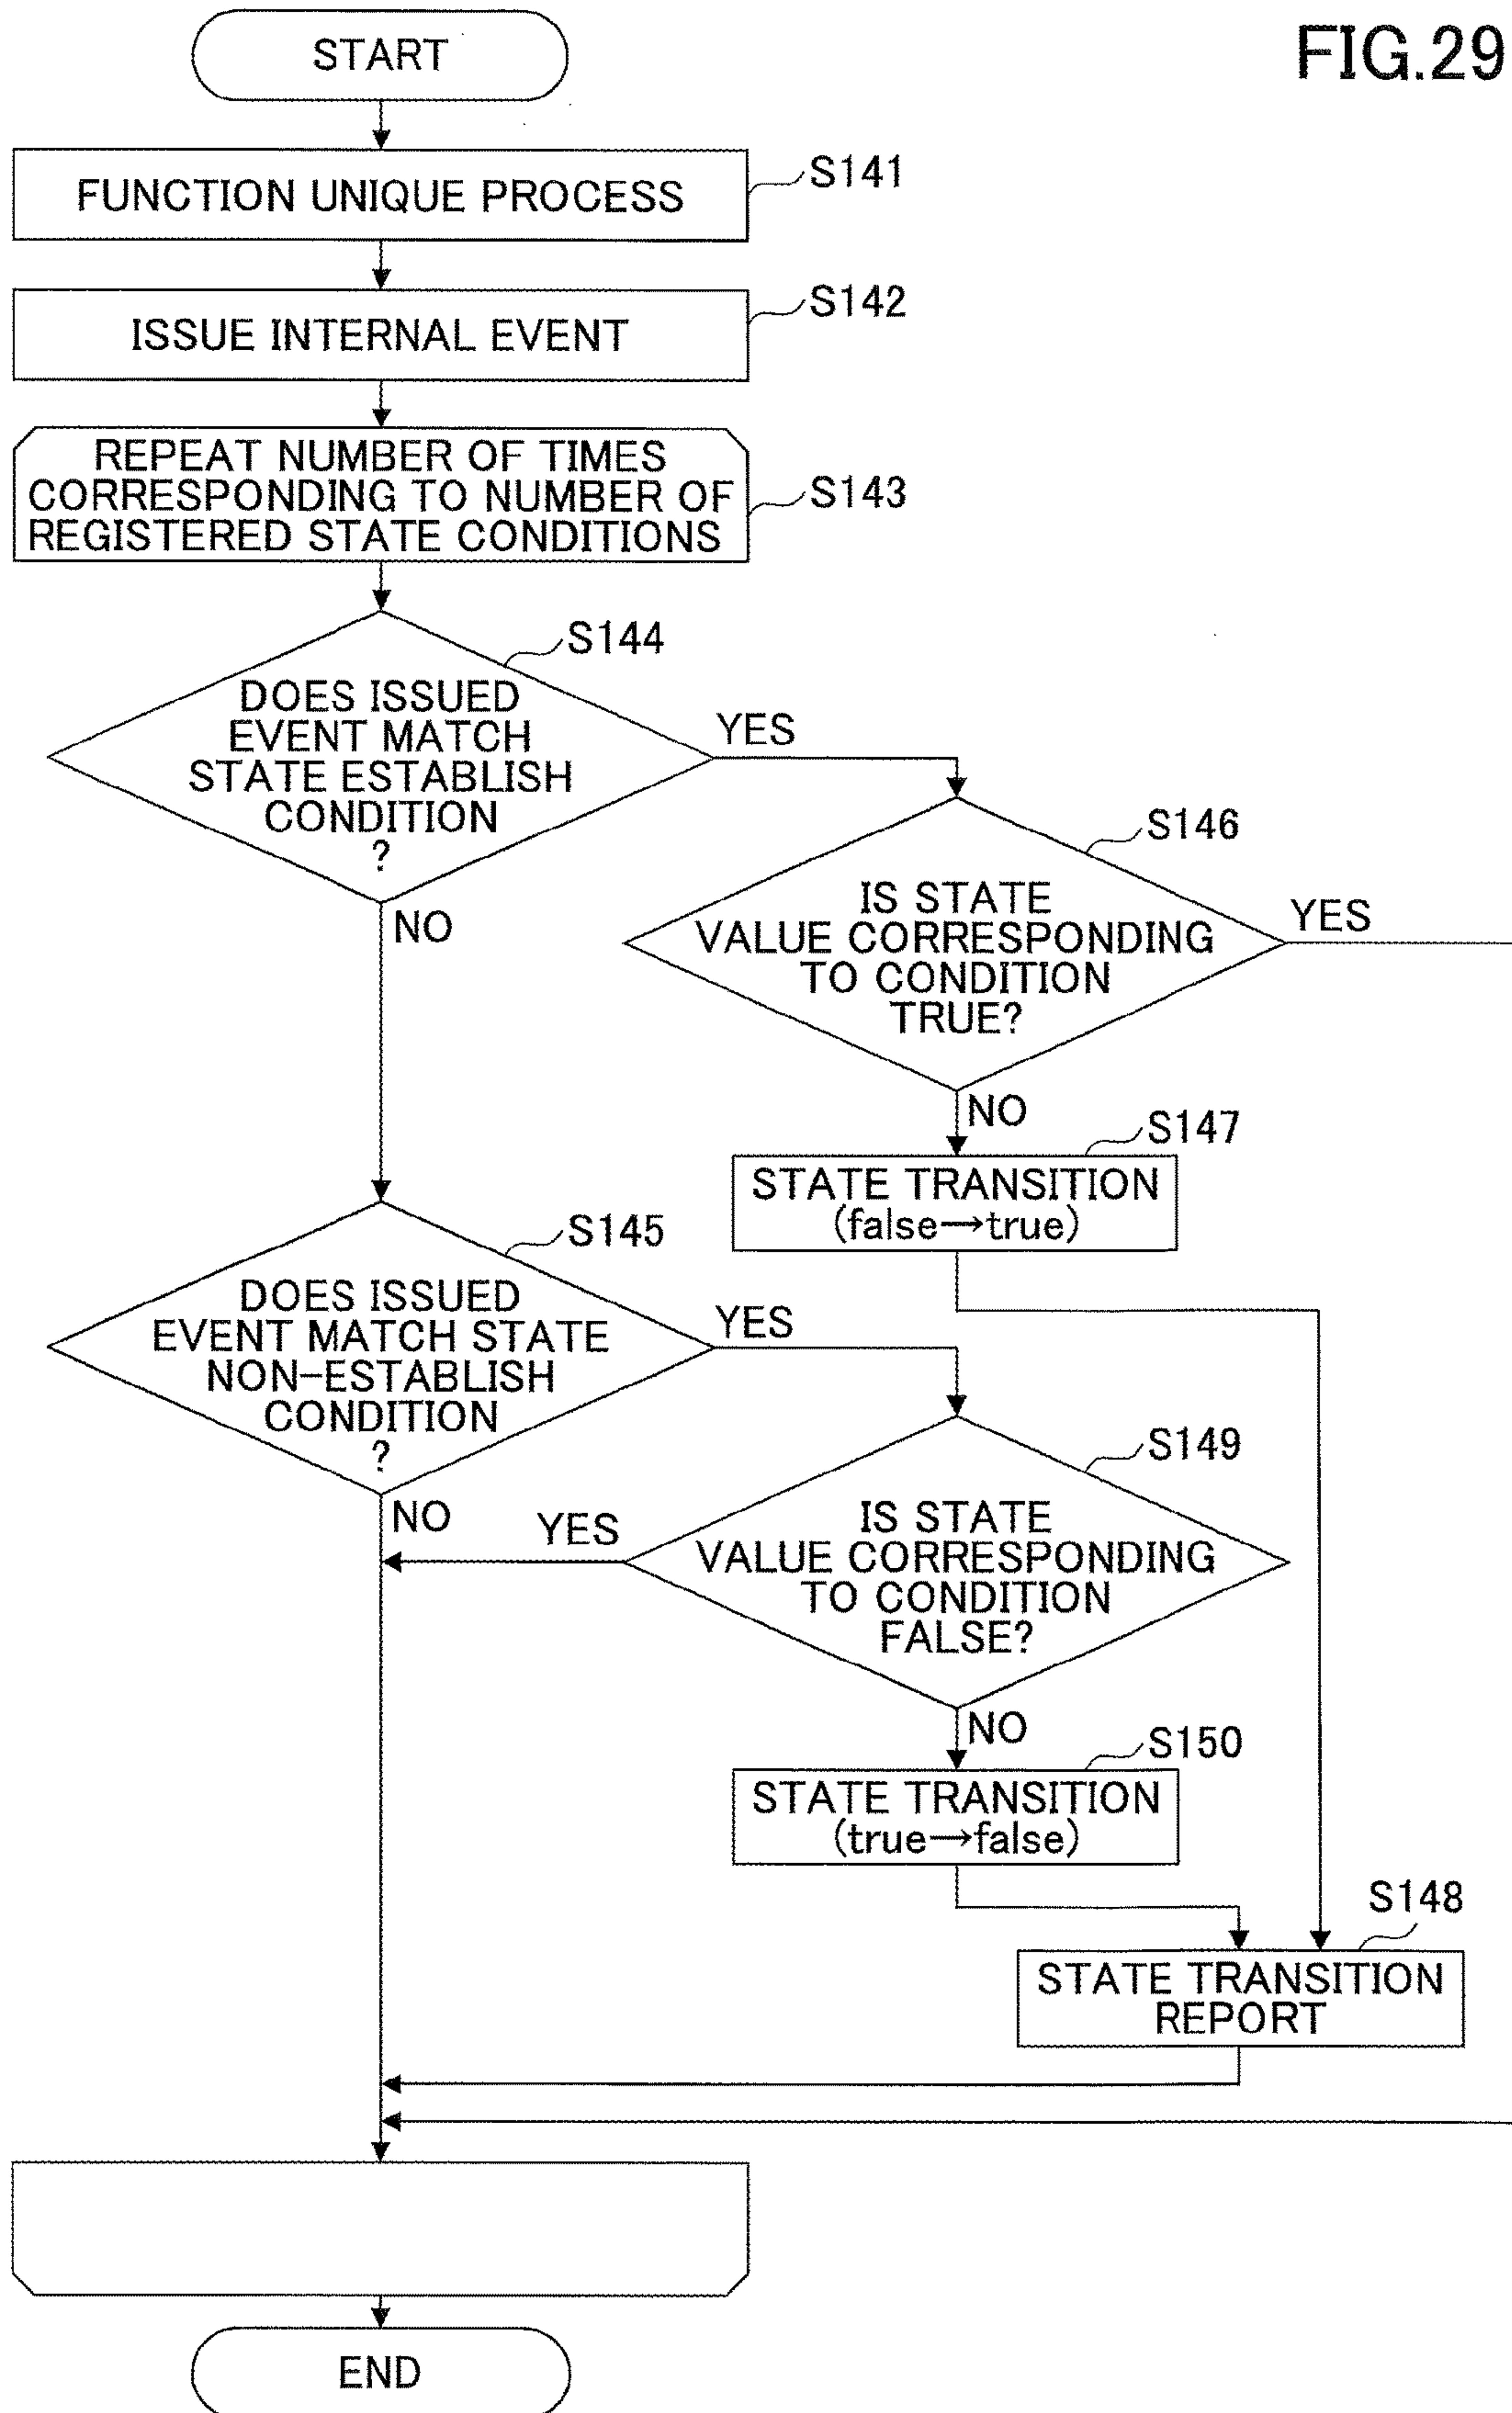 FIG.29
START
FUNCTION UNIQUE PROCESS
S141
ISSUE INTERNAL EVENT
S142
REPEAT NUMBER OF TIMES
CORRESPONDING TO NUMBER OF
REGISTERED STATE CONDITIONS
S143
S144
DOES ISSUED
EVENT MATCH
STATE ESTABLISH
CONDITION
?
YES
NO
S146
IS STATE
VALUE CORRESPONDING
TO CONDITION
TRUE?
YES
NO
S147
STATE TRANSITION
(false→true)
S145
DOES ISSUED
EVENT MATCH STATE
NON-ESTABLISH
CONDITION
?
YES
NO
S149
IS STATE
VALUE CORRESPONDING
TO CONDITION
FALSE?
YES
NO
S150
STATE TRANSITION
(true→false)
S148
STATE TRANSITION
REPORT
END